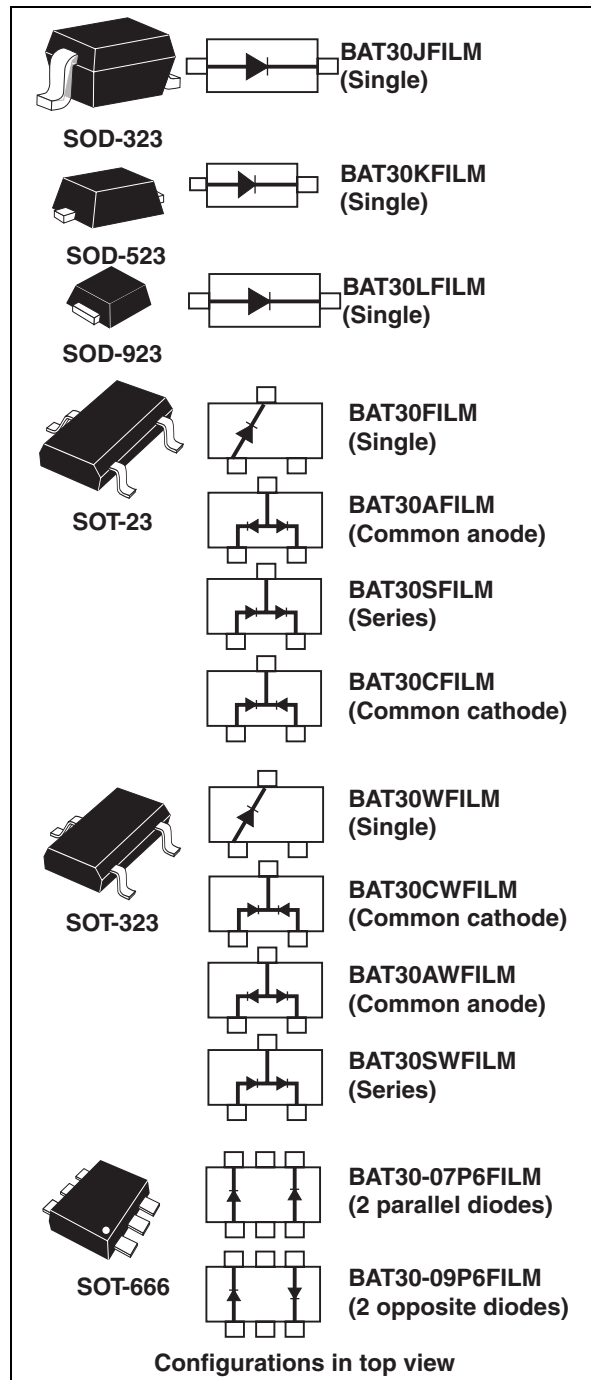 BAT30JFILM
(Single)
SOD-323
BAT30KFILM
(Single)
SOD-523
BAT30LFILM
(Single)
SOD-923
BAT30FILM
(Single)
SOT-23
BAT30AFILM
(Common anode)
BAT30SFILM
(Series)
BAT30CFILM
(Common cathode)
BAT30WFILM
(Single)
SOT-323
BAT30CWFILM
(Common cathode)
BAT30AWFILM
(Common anode)
BAT30SWFILM
(Series)
BAT30-07P6FILM
(2 parallel diodes)
SOT-666
BAT30-09P6FILM
(2 opposite diodes)
Configurations in top view